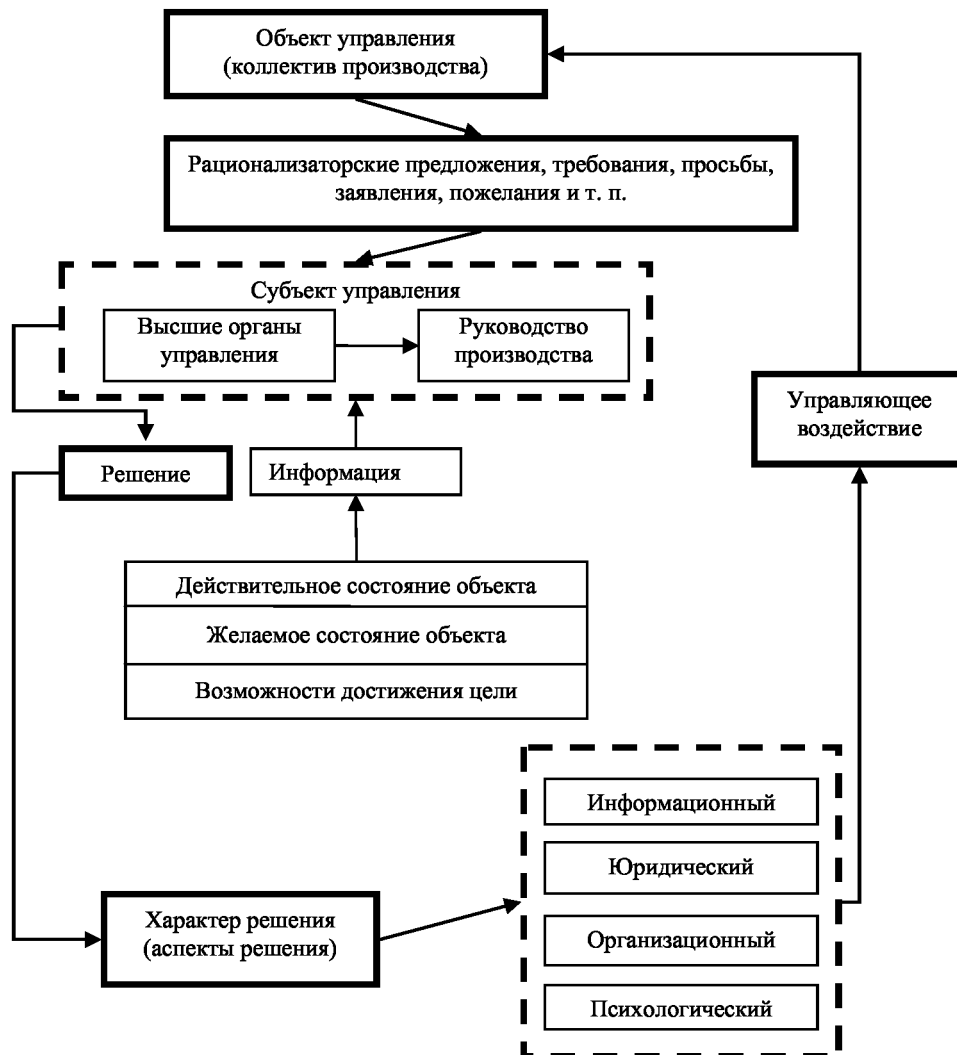 Объект управления
(коллектив производства)
Рационализаторские предложения, требования, просьбы,
заявления, пожелания и т. п.
Субъект управления
Высшие органы
управления
Руководство
производства
Управляющее
воздействие
Решение
Информация
Действительное состояние объекта
Желаемое состояние объекта
Возможности достижения цели
Информационный
Юридический
Характер решения
(аспекты решения)
Организационный
Психологический